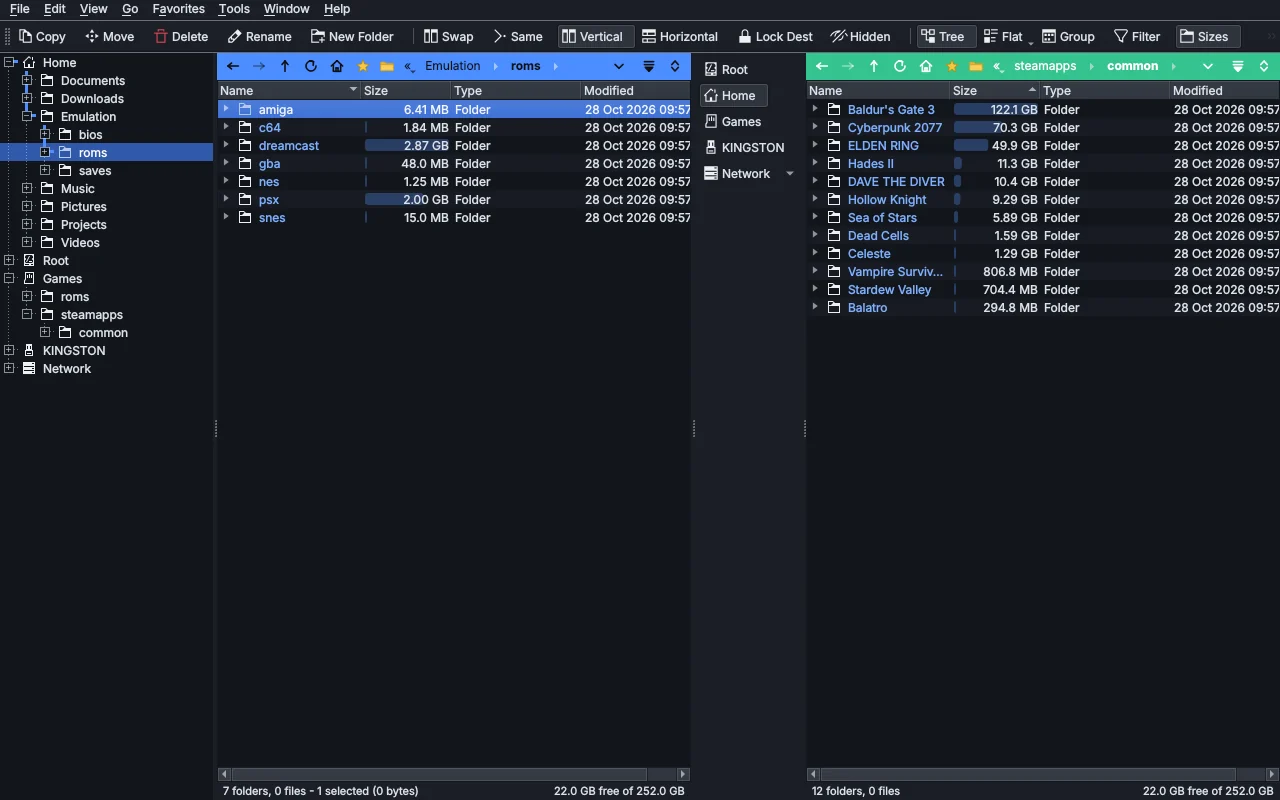 File Edit View Go Favorites Tools Window Help
Copy Move Delete Rename New Folder Swap Same Vertical Horizontal Lock Dest Hidden Tree Flat Group Filter Sizes
Home
Documents
Downloads
Emulation
bios
roms
saves
Music
Pictures
Projects
Videos
Root
Games
roms
steamapps
common
KINGSTON
Network
Emulation roms
Name Size Type Modified
amiga 6.41 MB Folder 28 Oct 2026 09:57
c64 1.84 MB Folder 28 Oct 2026 09:57
dreamcast 2.87 GB Folder 28 Oct 2026 09:57
gba 48.0 MB Folder 28 Oct 2026 09:57
nes 1.25 MB Folder 28 Oct 2026 09:57
psx 2.00 GB Folder 28 Oct 2026 09:57
snes 15.0 MB Folder 28 Oct 2026 09:57
7 folders, 0 files - 1 selected (0 bytes) 22.0 GB free of 252.0 GB
Root
Home
Games
KINGSTON
Network
steamapps common
Name Size Type Modified
Baldur's Gate 3 122.1 GB Folder 28 Oct 2026 09:57
Cyberpunk 2077 70.3 GB Folder 28 Oct 2026 09:57
ELDEN RING 49.9 GB Folder 28 Oct 2026 09:57
Hades II 11.3 GB Folder 28 Oct 2026 09:57
DAVE THE DIVER 10.4 GB Folder 28 Oct 2026 09:57
Hollow Knight 9.29 GB Folder 28 Oct 2026 09:57
Sea of Stars 5.89 GB Folder 28 Oct 2026 09:57
Dead Cells 1.59 GB Folder 28 Oct 2026 09:57
Celeste 1.29 GB Folder 28 Oct 2026 09:57
Vampire Surviv... 806.8 MB Folder 28 Oct 2026 09:57
Stardew Valley 704.4 MB Folder 28 Oct 2026 09:57
Balatro 294.8 MB Folder 28 Oct 2026 09:57
12 folders, 0 files 22.0 GB free of 252.0 GB